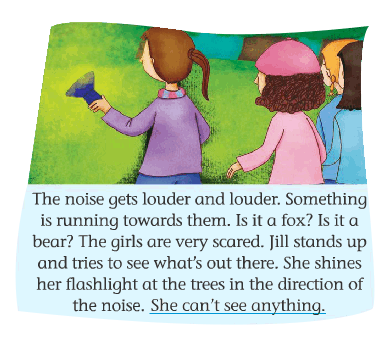 The noise gets louder and louder. Something
is running towards them. Is it a fox? Is it a
bear? The girls are very scared. Jill stands up
and tries to see what’s out there. She shines
her flashlight at the trees in the direction of
the noise. She can’t see anything.